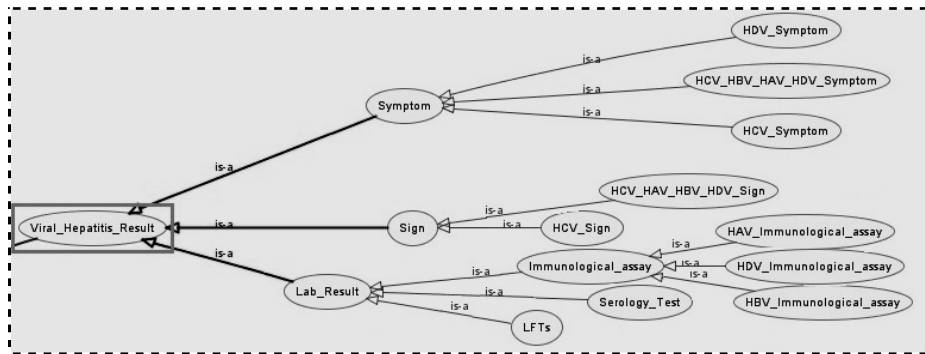 HDV_Symptom
is-a
HCV_HBV_HAV_HDV_Symptom
is-a
Symptom
is-a
HCV_Symptom
is-a
HCV_HAV_HBV_HDV_Sign
is-a
Viral_Hepatitis_Result
is-a
Sign
is-a
HCV_Sign
HAV_Immunological_assay
is-a
is-a
Immunological_assay
is-a
HDV_Immunological_assay
is-a
is-a
Lab_Result
is-a
Serology_Test
HBV_Immunological_assay
is-a
LFTs